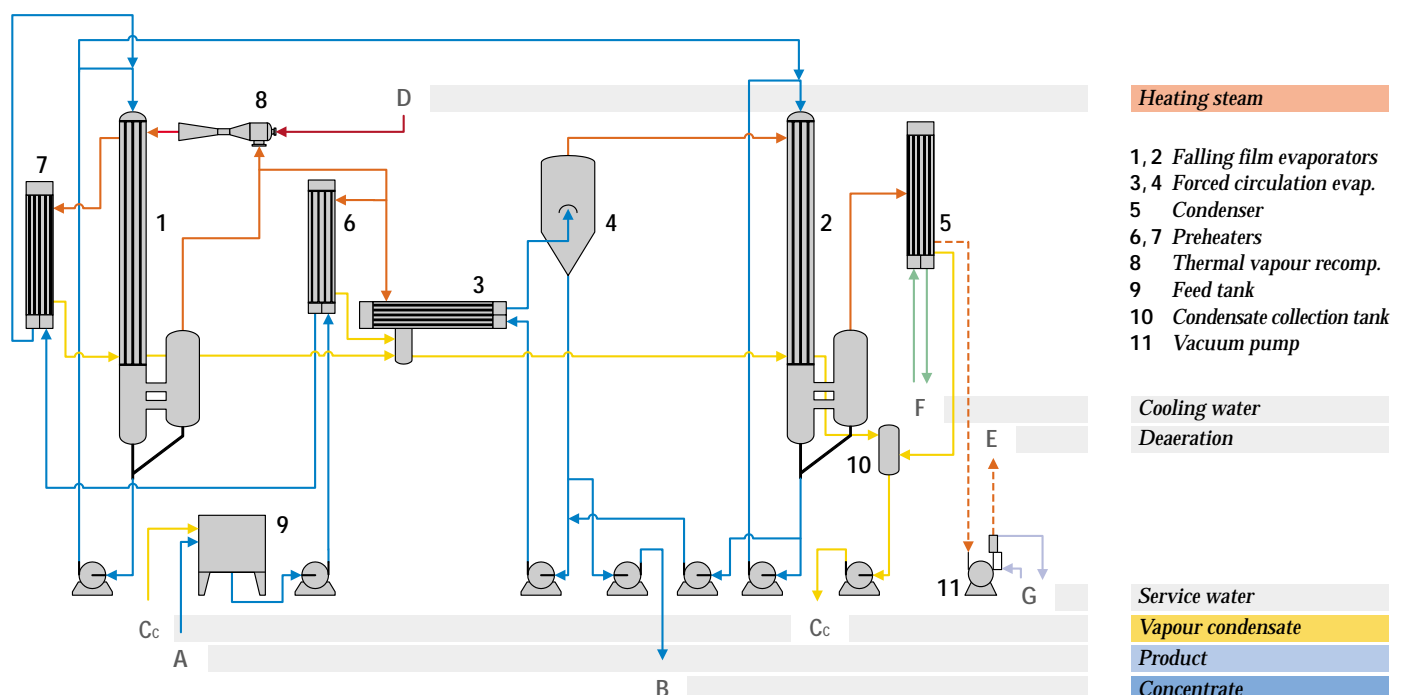 D
Heating steam
8
7
1
6
4
2
5
3
1, 2 Falling film evaporators
3, 4 Forced circulation evap.
5 Condenser
6, 7 Preheaters
8 Thermal vapour recomp.
9 Feed tank
10 Condensate collection tank
11 Vacuum pump
F
Cooling water
E
Deaeration
10
9
11
G
Service water
Cc
Cc
Vapour condensate
A
Product
B
Concentrate